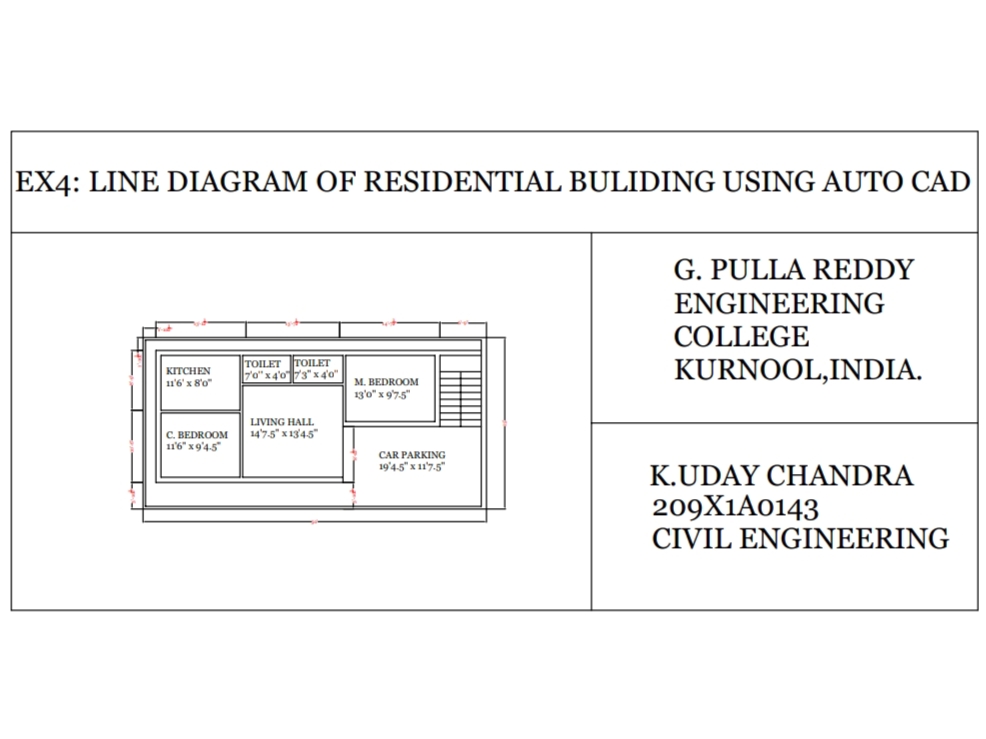 EX4: LINE DIAGRAM OF RESIDENTIAL BULIDING USING AUTO CAD
G. PULLA REDDY
ENGINEERING
COLLEGE
KURNOOL,INDIA.
K.UDAY CHANDRA
209X1A0143
CIVIL ENGINEERING
KITCHEN
11'6' x 8'0"
TOILET
7'0" x 4'0"
TOILET
7'3" x 4'0"
M. BEDROOM
13'0" x 9'7.5"
LIVING HALL
14'7.5" x 13'4.5"
C. BEDROOM
11'6" x 9'4.5"
CAR PARKING
19'4.5" x 11'7.5"